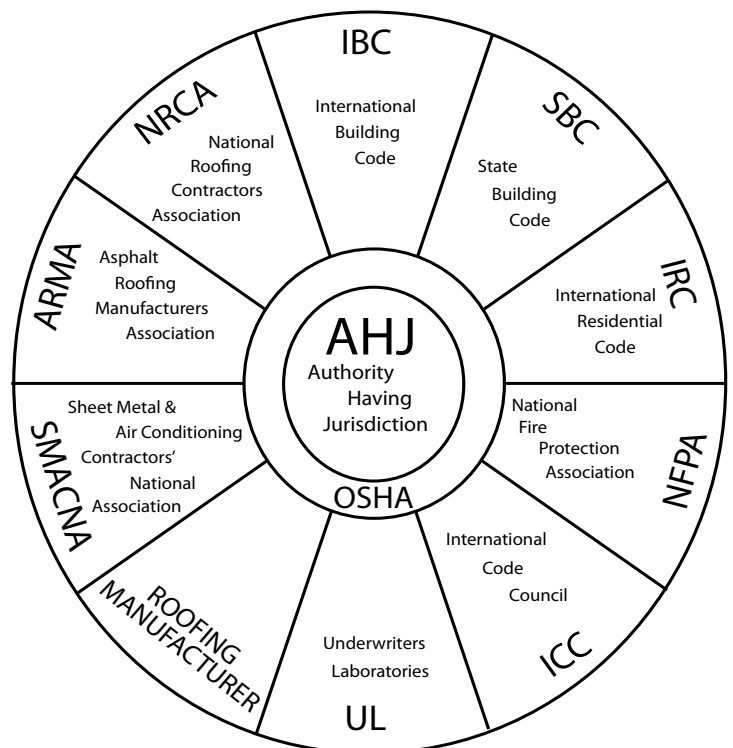 IBC
International
Building
Code
SBC
State
Building
Code
IRC
International
Residential
Code
NFPA
National
Fire
Protection
Association
ICC
International
Code
Council
UL
Underwriters
Laboratories
ROOFING
MANUFACTURER
SMACNA
Sheet Metal &
Air Conditioning
Contractors'
National
Association
ARMA
Asphalt
Roofing
Manufacturers
Association
NRCA
National
Roofing
Contractors
Association
AHJ
Authority
Having
Jurisdiction
OSHA